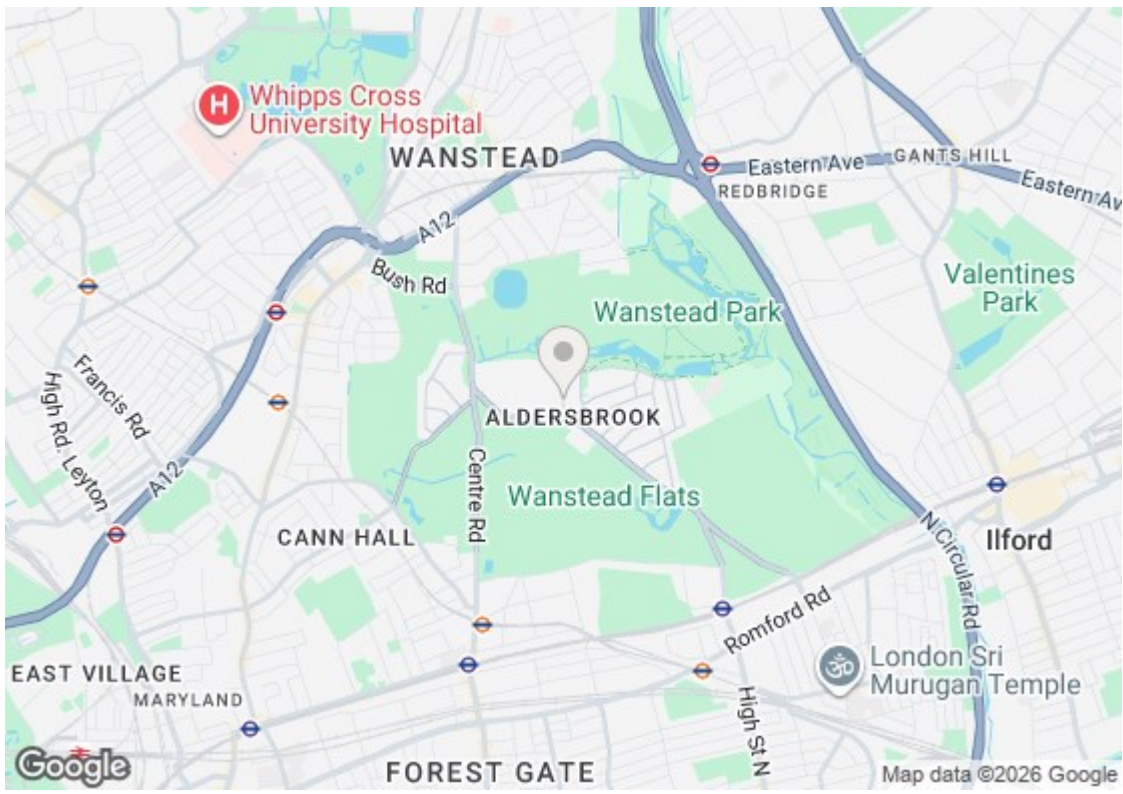 Whipps Cross
University Hospital
H
WANSTEAD
Eastern Ave
GANTS HILL
REDBRIDGE
Eastern Av
A12
Bush Rd
Valentines
Park
Wanstead Park
Francis Rd
High Rd. Leyton
A12
ALDERSBROOK
Centre Rd
Wanstead Flats
CANN HALL
N Circular Rd
Ilford
Romford Rd
EAST VILLAGE
MARYLAND
London Sri
Murugan Temple
ॐ
High St N
FOREST GATE
Google
Map data ©2026 Google